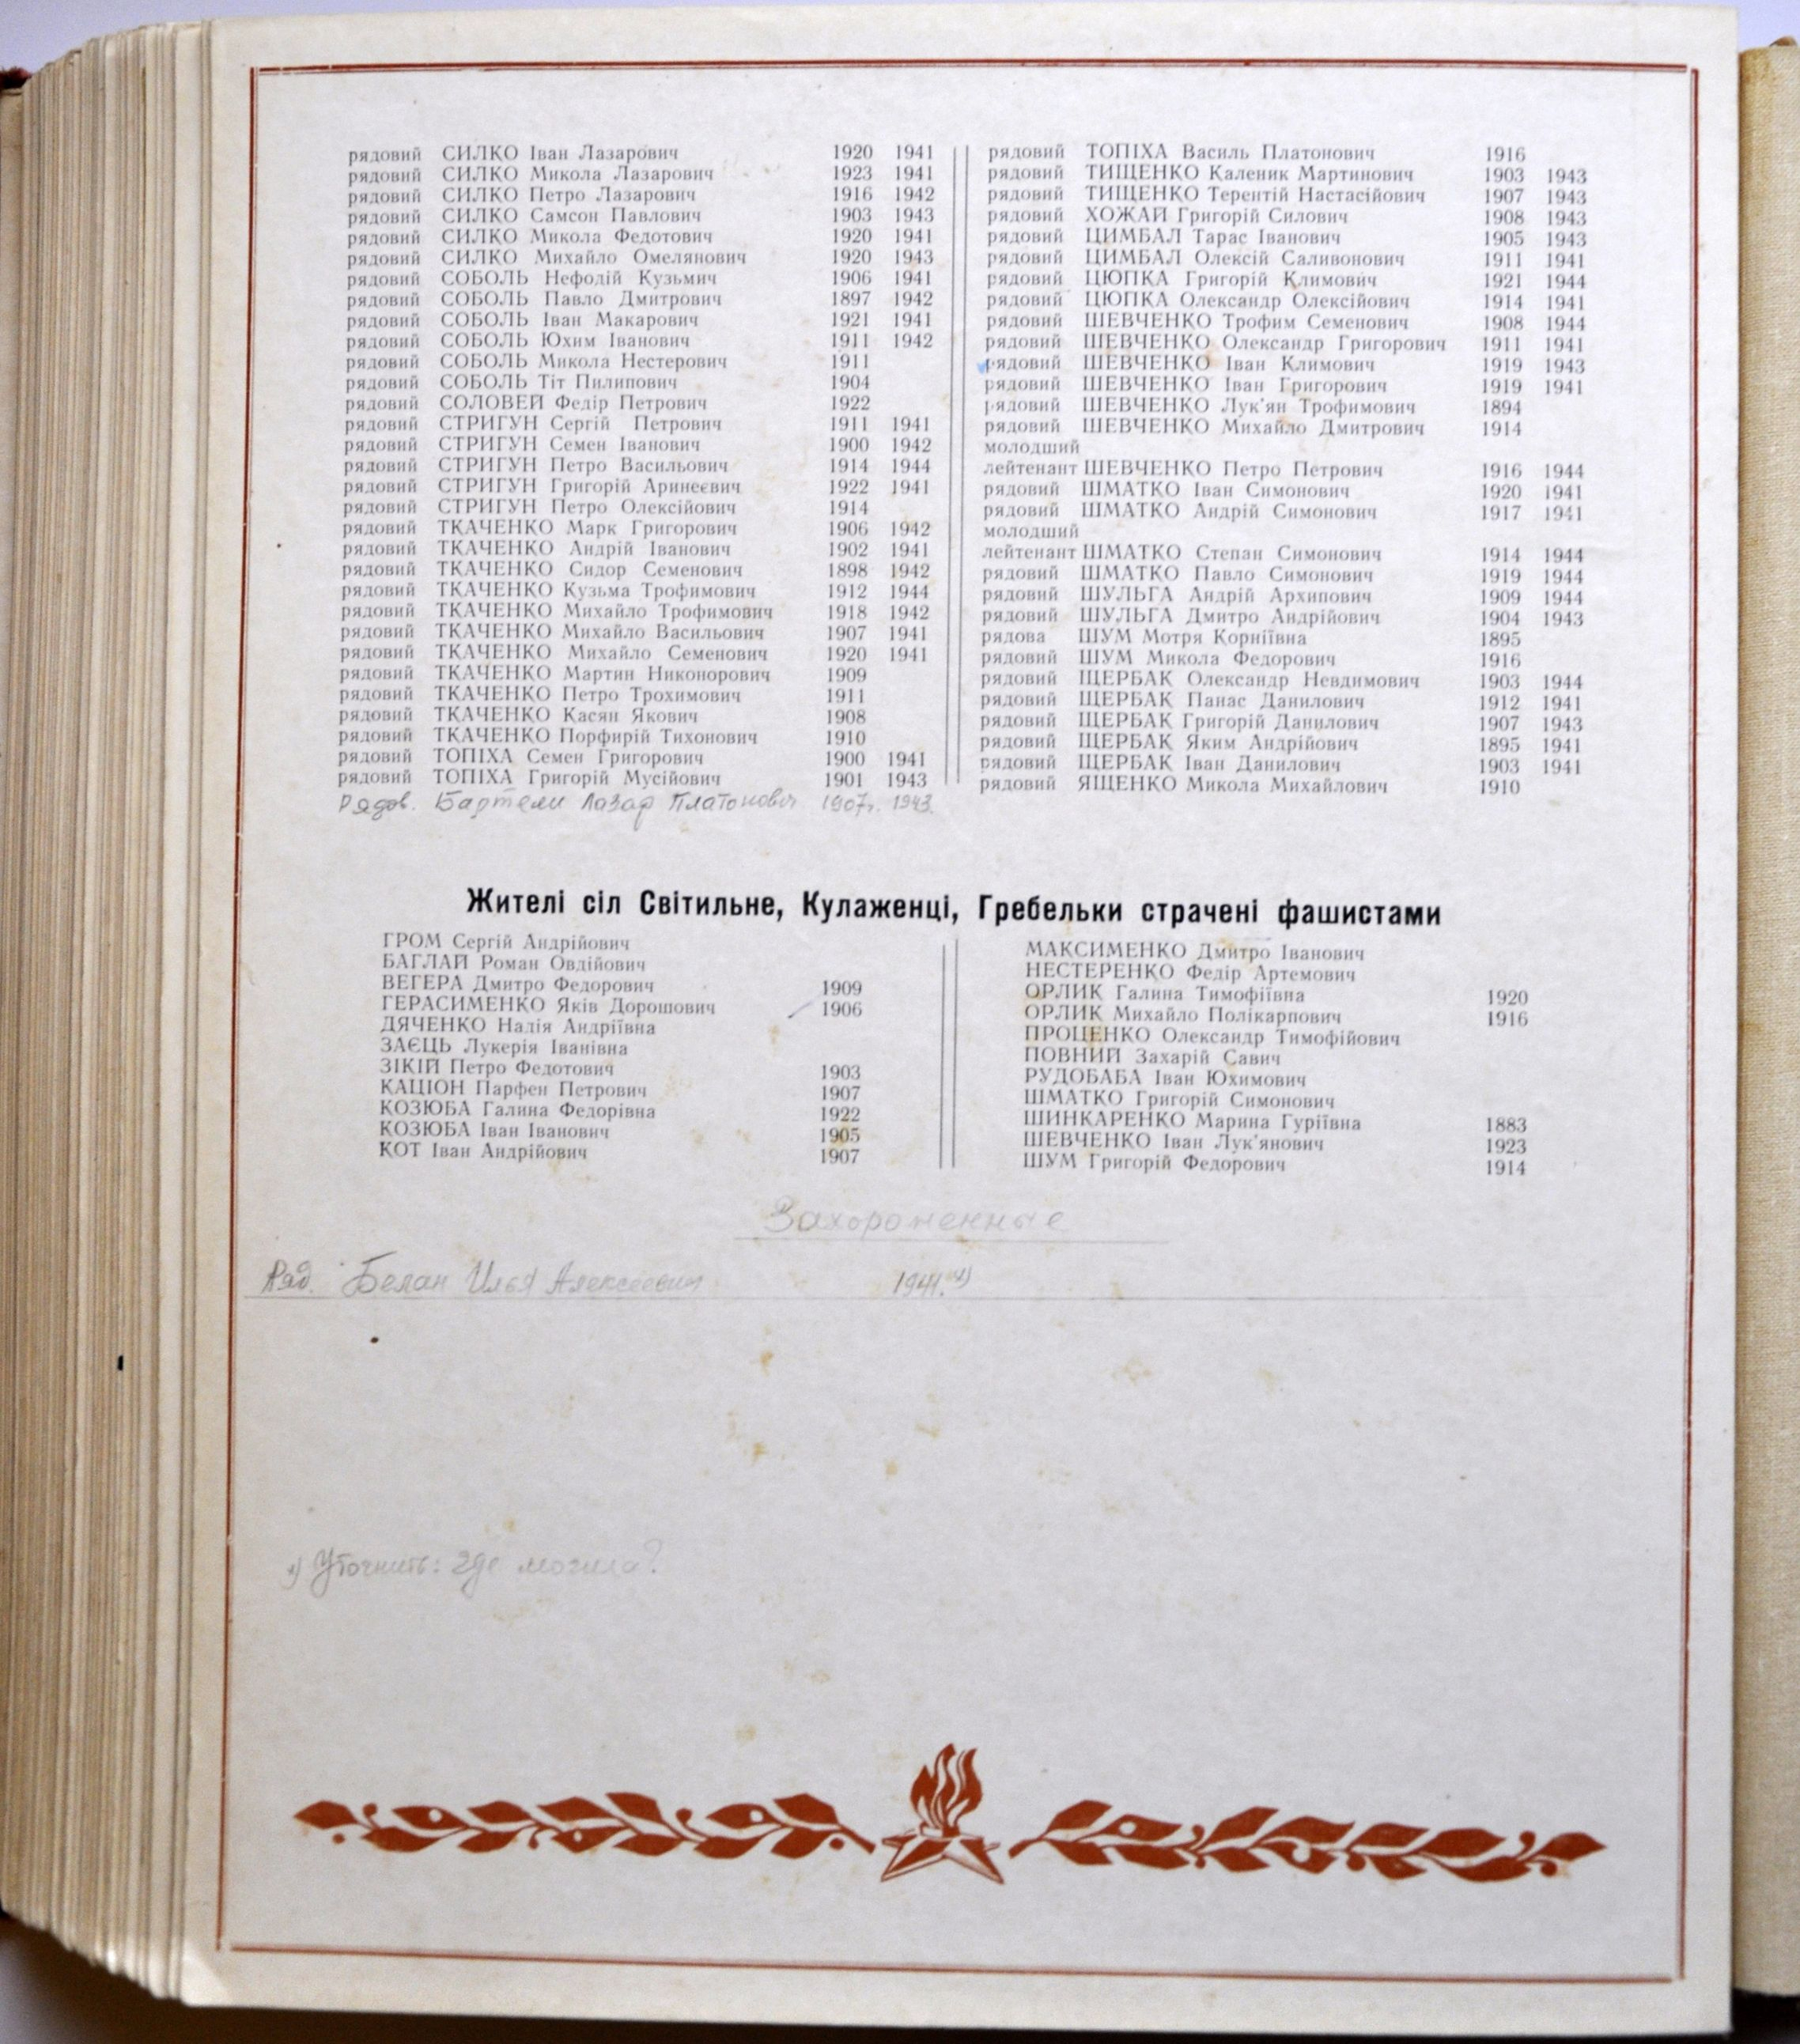 рядовий СИЛКО Іван Лазарович 1920 1941
рядовий СИЛКО Микола Лазарович 1923 1941
рядовий СИЛКО Петро Лазарович 1916 1942
рядовий СИЛКО Самсон Павлович 1903 1943
рядовий СИЛКО Микола Федотович 1920 1941
рядовий СИЛКО Михайло Омелянович 1920 1943
рядовий СОБОЛЬ Нефодій Кузьмич 1906 1941
рядовий СОБОЛЬ Павло Дмитрович 1897 1942
рядовий СОБОЛЬ Іван Макарович 1921 1941
рядовий СОБОЛЬ Юхим Іванович 1911 1942
рядовий СОБОЛЬ Микола Нестерович 1911
рядовий СОБОЛЬ Тіт Пилипович 1904
рядовий СОЛОВЕЙ Федір Петрович 1922
рядовий СТРИГУН Сергій Петрович 1911 1941
рядовий СТРИГУН Семен Іванович 1900 1942
рядовий СТРИГУН Петро Васильович 1914 1944
рядовий СТРИГУН Григорій Аринеєвич 1922 1941
рядовий СТРИГУН Петро Олексійович 1914
рядовий ТКАЧЕНКО Марк Григорович 1906 1942
рядовий ТКАЧЕНКО Андрій Іванович 1902 1941
рядовий ТКАЧЕНКО Сидор Семенович 1898 1942
рядовий ТКАЧЕНКО Кузьма Трофимович 1912 1944
рядовий ТКАЧЕНКО Михайло Трофимович 1918 1942
рядовий ТКАЧЕНКО Михайло Васильович 1907 1941
рядовий ТКАЧЕНКО Михайло Семенович 1920 1941
рядовий ТКАЧЕНКО Мартин Никонорович 1909
рядовий ТКАЧЕНКО Петро Трохимович 1911
рядовий ТКАЧЕНКО Касян Якович 1908
рядовий ТКАЧЕНКО Порфирій Тихонович 1910
рядовий ТОПІХА Семен Григорович 1900 1941
рядовий ТОПІХА Григорій Мусійович 1901 1943
Рядов. Лазар Платонович 1907г. 1943.
рядовий ТОПІХА Василь Платонович 1916
рядовий ТИЩЕНКО Каленик Мартинович 1903 1943
рядовий ТИЩЕНКО Терентій Настасійович 1907 1943
рядовий ХОЖАЙ Григорій Силович 1908 1943
рядовий ЦИМБАЛ Тарас Іванович 1905 1943
рядовий ЦИМБАЛ Олексій Саливонович 1911 1941
рядовий ЦЮПКА Григорій Климович 1921 1944
рядовий ЦЮПКА Олександр Олексійович 1914 1941
рядовий ШЕВЧЕНКО Трофим Семенович 1908 1944
рядовий ШЕВЧЕНКО Олександр Григорович 1911 1941
рядовий ШЕВЧЕНКО Іван Климович 1919 1943
рядовий ШЕВЧЕНКО Іван Григорович 1919 1941
рядовий ШЕВЧЕНКО Лук'ян Трофимович 1894
рядовий ШЕВЧЕНКО Михайло Дмитрович 1914
молодший
лейтенант ШЕВЧЕНКО Петро Петрович 1916 1944
рядовий ШМАТКО Іван Симонович 1920 1941
рядовий ШМАТКО Андрій Симонович 1917 1941
молодший
лейтенант ШМАТКО Степан Симонович 1914 1944
рядовий ШМАТКО Павло Симонович 1919 1944
рядовий ШУЛЬГА Андрій Архипович 1909 1944
рядовий ШУЛЬГА Дмитро Андрійович 1904 1943
рядова ШУМ Мотря Корніївна 1895
рядовий ШУМ Микола Федорович 1916
рядовий ЩЕРБАК Олександр Невдимович 1903 1944
рядовий ЩЕРБАК Панас Данилович 1912 1941
рядовий ЩЕРБАК Григорій Данилович 1907 1943
рядовий ЩЕРБАК Яким Андрійович 1895 1941
рядовий ЩЕРБАК Іван Данилович 1903 1941
рядовий ЯЩЕНКО Микола Михайлович 1910
Жителі сіл Світильне, Кулаженці, Гребельки страчені фашистами
ГРОМ Сергій Андрійович
БАГЛАЙ Роман Овдійович
ВЕГЕРА Дмитро Федорович 1909
ГЕРАСИМЕНКО Яків Дорошович 1906
ДЯЧЕНКО Надія Андріївна
ЗАЄЦЬ Лукерія Іванівна
ЗІКІЙ Петро Федотович 1903
КАЦІОН Парфен Петрович 1907
КОЗЮБА Галина Федорівна 1922
КОЗЮБА Іван Іванович 1905
КОТ Іван Андрійович 1907
МАКСИМЕНКО Дмитро Іванович
НЕСТЕРЕНКО Федір Артемович
ОРЛИК Галина Тимофіївна 1920
ОРЛИК Михайло Полікарпович 1916
ПРОЦЕНКО Олександр Тимофійович
ПОВНИЙ Захарій Савич
РУДОБАБА Іван Юхимович
ШМАТКО Григорій Симонович
ШИНКАРЕНКО Марина Гуріївна 1883
ШЕВЧЕНКО Іван Лук'янович 1923
ШУМ Григорій Федорович 1914
Захороненные
Ряд. Белан Илья Алексеевич 1941.
Уточнить: где могила?